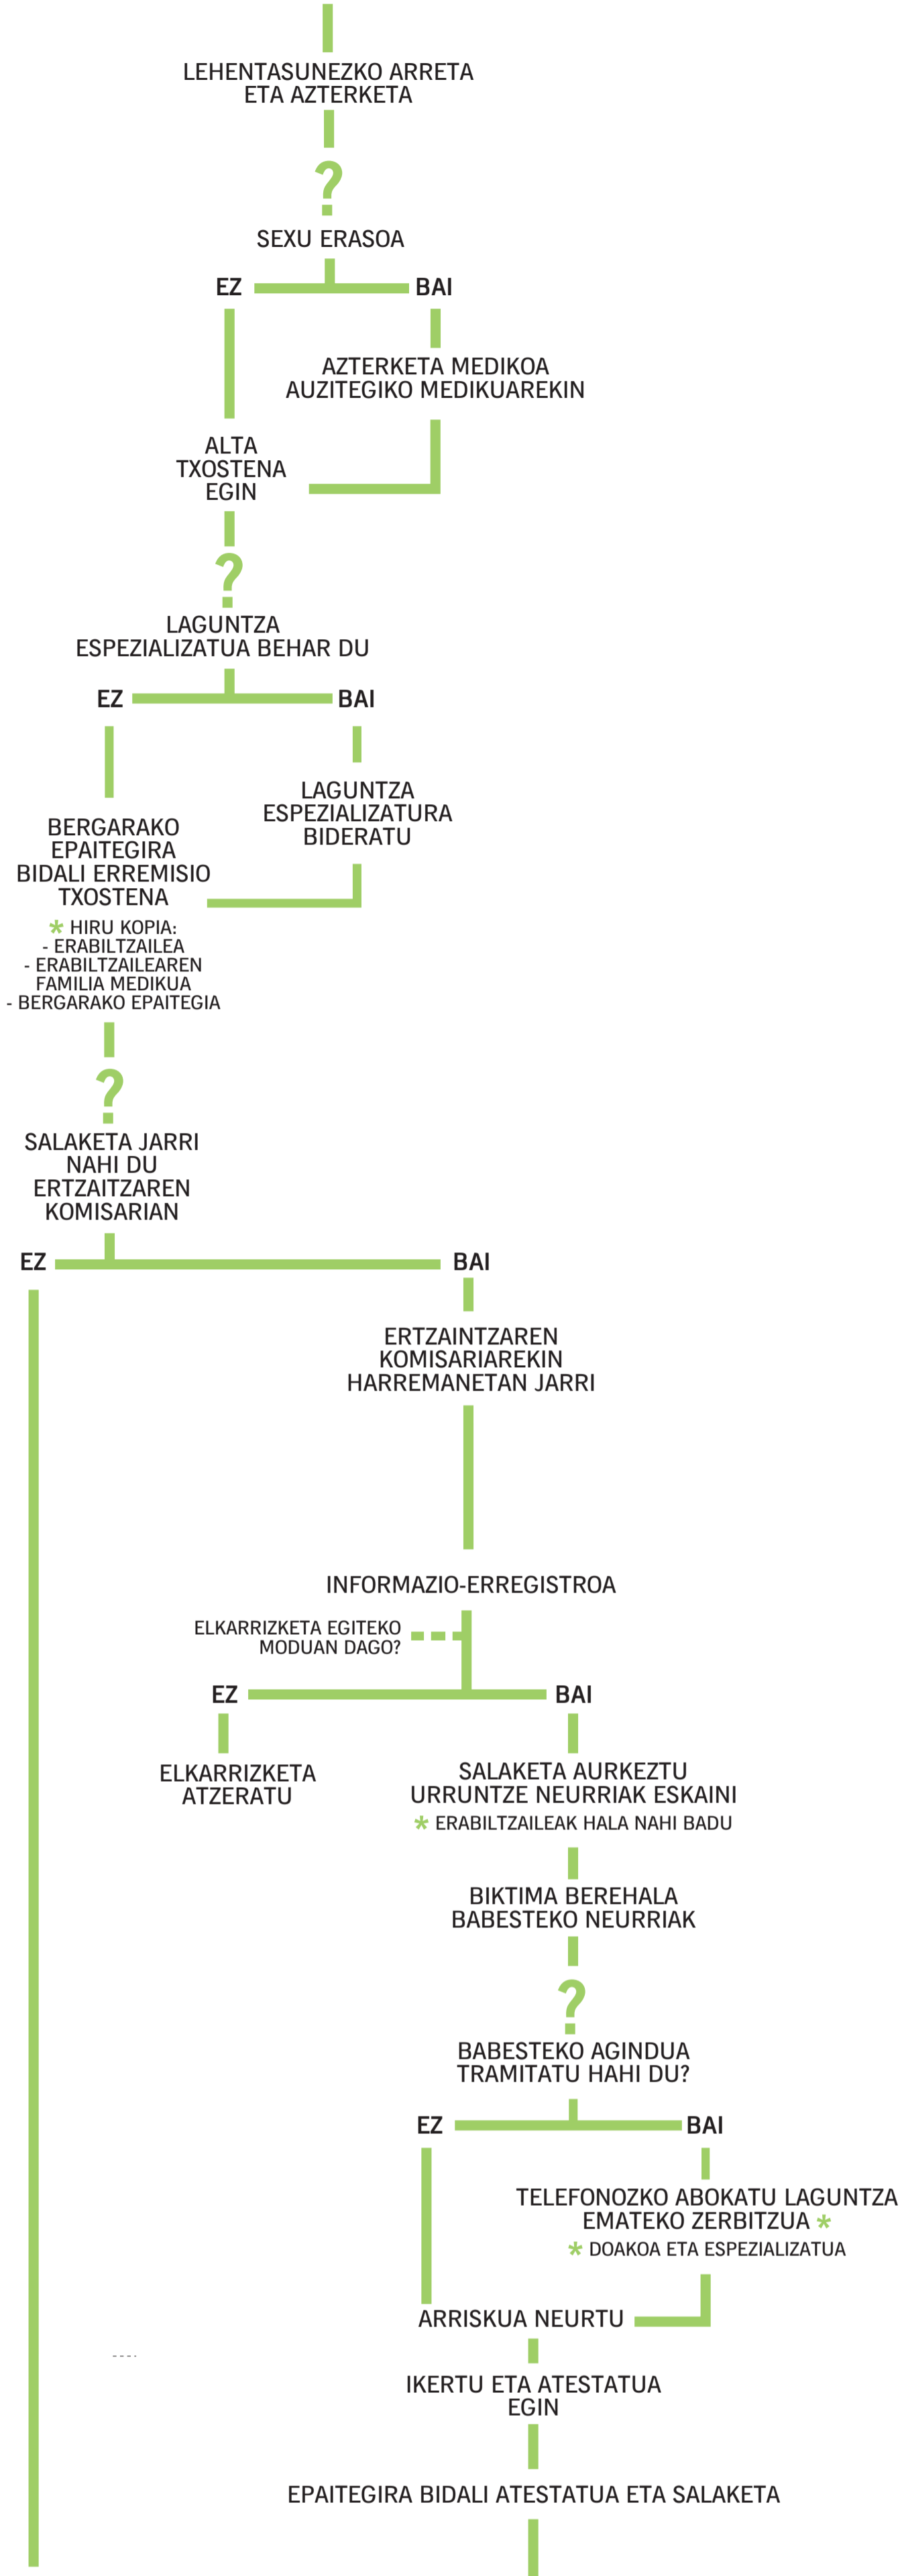 LEHENTASUNEZKO ARRETA
ETA AZTERKETA
?
SEXU ERASOA
EZ
BAI
AZTERKETA MEDIKOA
AUZITEGIKO MEDIKUAREKIN
ALTA
TXOSTENA
EGIN
?
LAGUNTZA
ESPEZIALIZATUA BEHAR DU
EZ
BAI
LAGUNTZA
ESPEZIALIZATURA
BIDERATU
BERGARAKO
EPAITEGIRA
BIDALI ERREMISIO
TXOSTENA
* HIRU KOPIA:
- ERABILTZAILEA
- ERABILTZAILEAREN
FAMILIA MEDIKUA
- BERGARAKO EPAITEGIA
?
SALAKETA JARRI
NAHI DU
ERTZAITZAREN
KOMISARIAN
EZ
BAI
ERTZAINTZAREN
KOMISARIAREKIN
HARREMANETAN JARRI
INFORMAZIO-ERREGISTROA
ELKARRIZKETA EGITEKO
MODUAN DAGO?
EZ
BAI
ELKARRIZKETA
ATZERATU
SALAKETA AURKEZTU
URRUNTZE NEURRIAK ESKAINI
* ERABILTZAILEAK HALA NAHI BADU
BIKTIMA BEREHALA
BABESTEKO NEURRIAK
?
BABESTEKO AGINDUA
TRAMITATU HAHI DU?
EZ
BAI
TELEFONOZKO ABOKATU LAGUNTZA
EMATEKO ZERBITZUA *
* DOAKOA ETA ESPEZIALIZATUA
ARRISKUA NEURTU
IKERTU ETA ATESTATUA
EGIN
EPAITEGIRA BIDALI ATESTATUA ETA SALAKETA